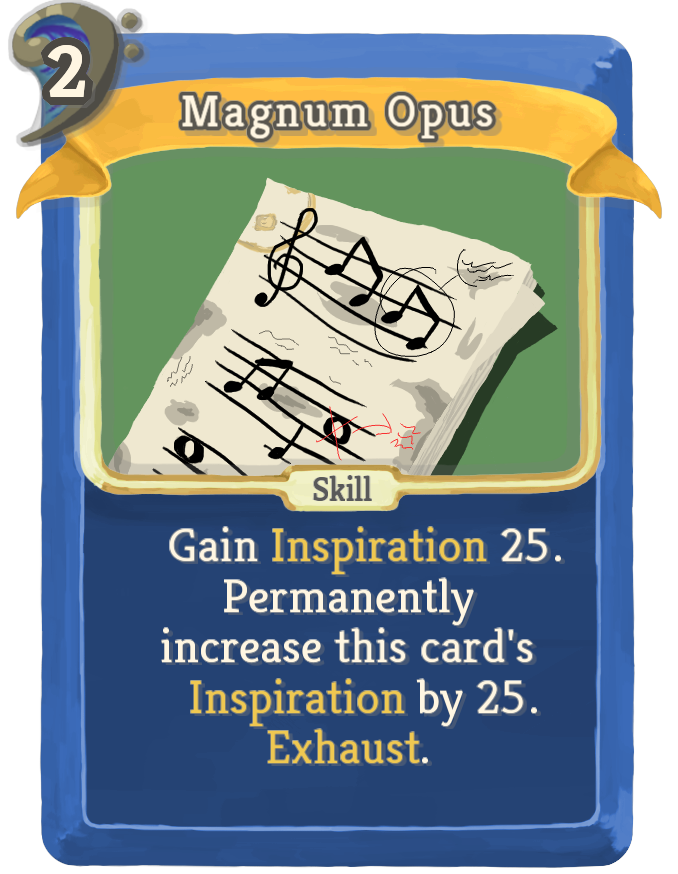 2
Magnum Opus
Skill
Gain Inspiration 25.
Permanently
increase this card's
Inspiration by 25.
Exhaust.